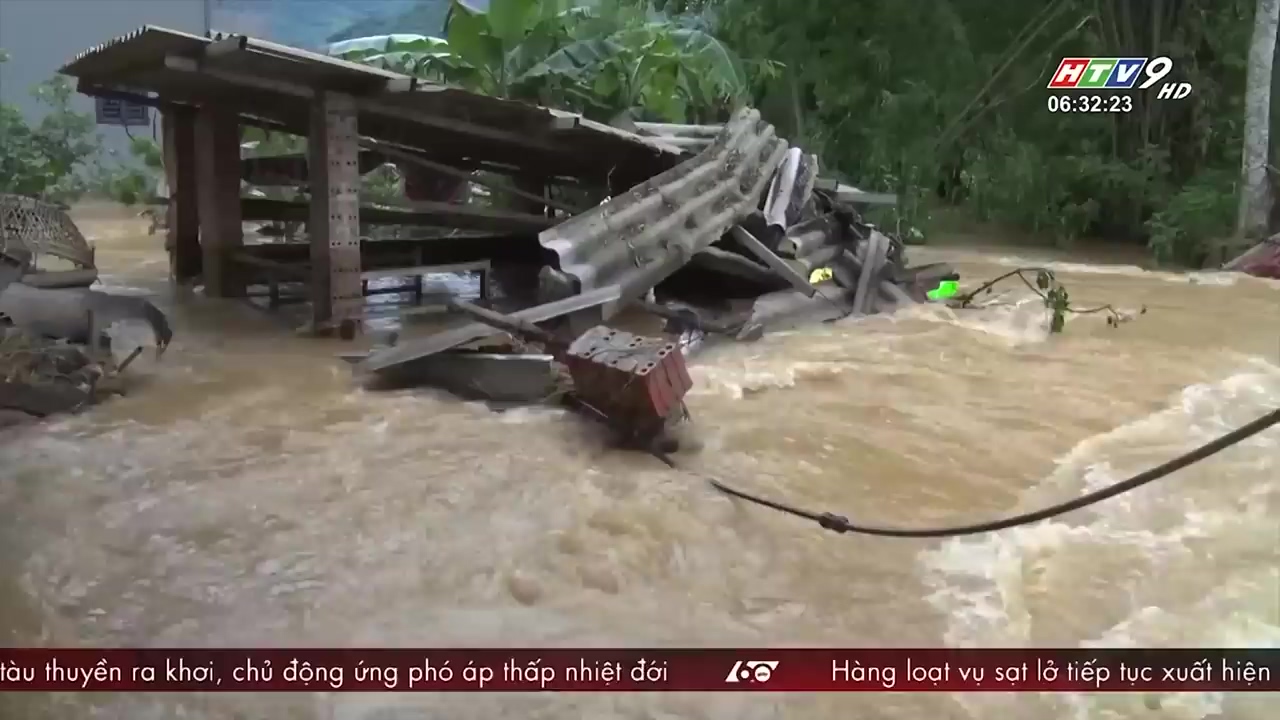 HTV9 HD
06:32:23
tàu thuyền ra khơi, chủ động ứng phó áp thấp nhiệt đới
60 Hàng loạt vụ sạt lở tiếp tục xuất hiện